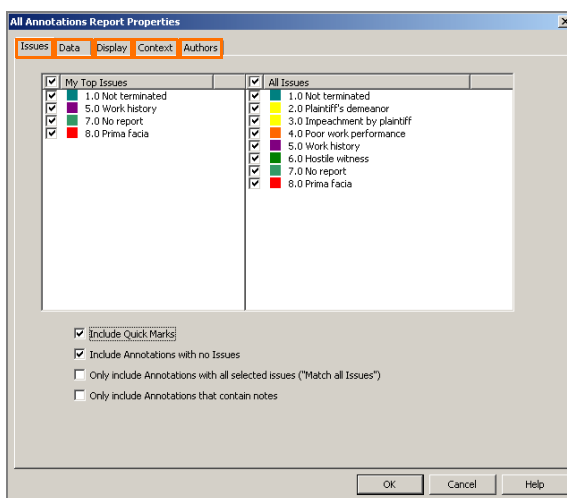 All Annotations Report Properties
Issues Data Display Context Authors
My Top Issues
1.0 Not terminated
5.0 Work history
7.0 No report
8.0 Prima facia
All Issues
1.0 Not terminated
2.0 Plaintiff's demeanor
3.0 Impeachment by plaintiff
4.0 Poor work performance
5.0 Work history
6.0 Hostile witness
7.0 No report
8.0 Prima facia
Include Quick Marks
Include Annotations with no Issues
Only include Annotations with all selected issues ("Match all Issues")
Only include Annotations that contain notes
OK Cancel Help